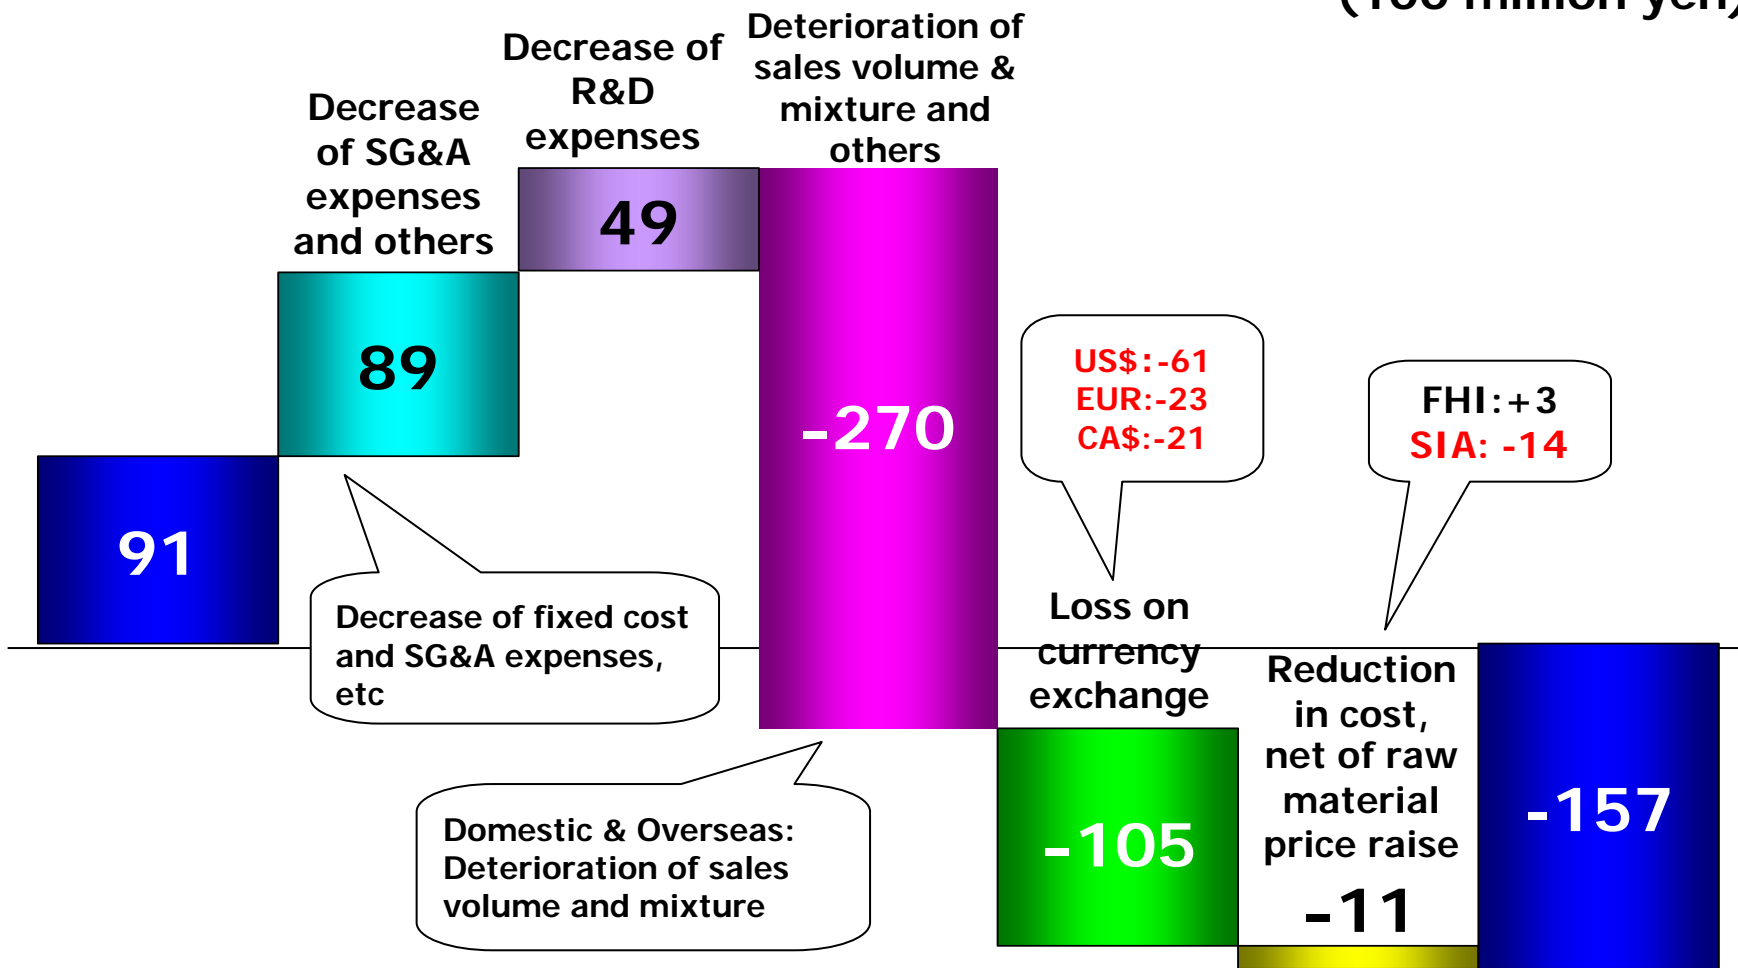 (100 million yen)
Deterioration of
sales volume &
mixture and
others
Decrease of
R&D
expenses
Decrease
of SG&A
expenses
and others
49
89
-270
91
US$:-61
EUR:-23
CA$:-21
FHI:+3
SIA: -14
Decrease of fixed cost
and SG&A expenses,
etc
Loss on
currency
exchange
Reduction
in cost,
net of raw
material
price raise
-11
Domestic & Overseas:
Deterioration of sales
volume and mixture
-105
-157